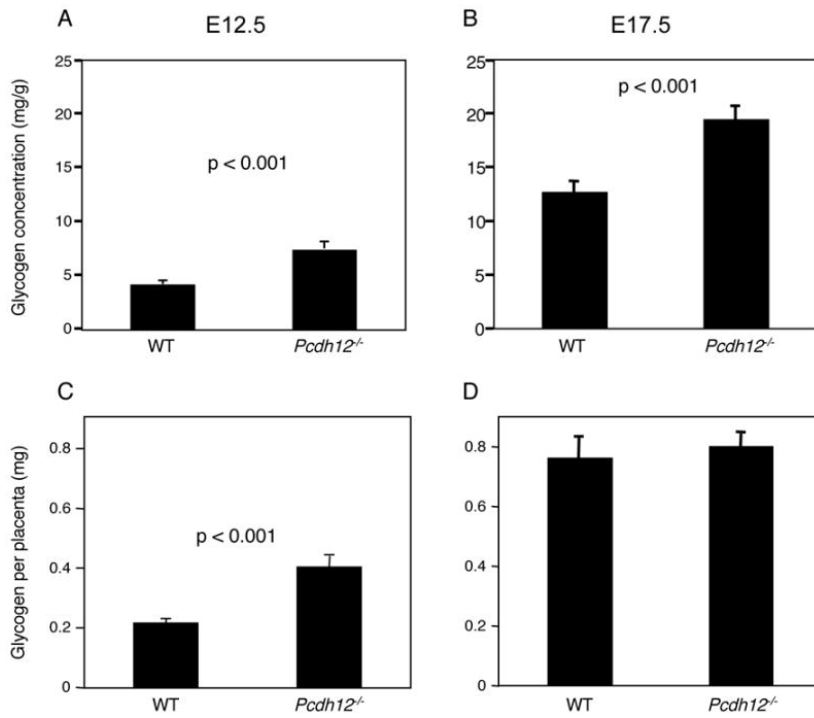 A
E12.5
Glycogen concentration (mg/g)
25
20
15
10
5
0
p < 0.001
WT
Pcdh12-/-
B
E17.5
25
20
15
10
5
0
p < 0.001
WT
Pcdh12-/-
C
Glycogen per placenta (mg)
0.8
0.6
0.4
0.2
0
p < 0.001
WT
Pcdh12-/-
D
0.8
0.6
0.4
0.2
0
WT
Pcdh12-/-